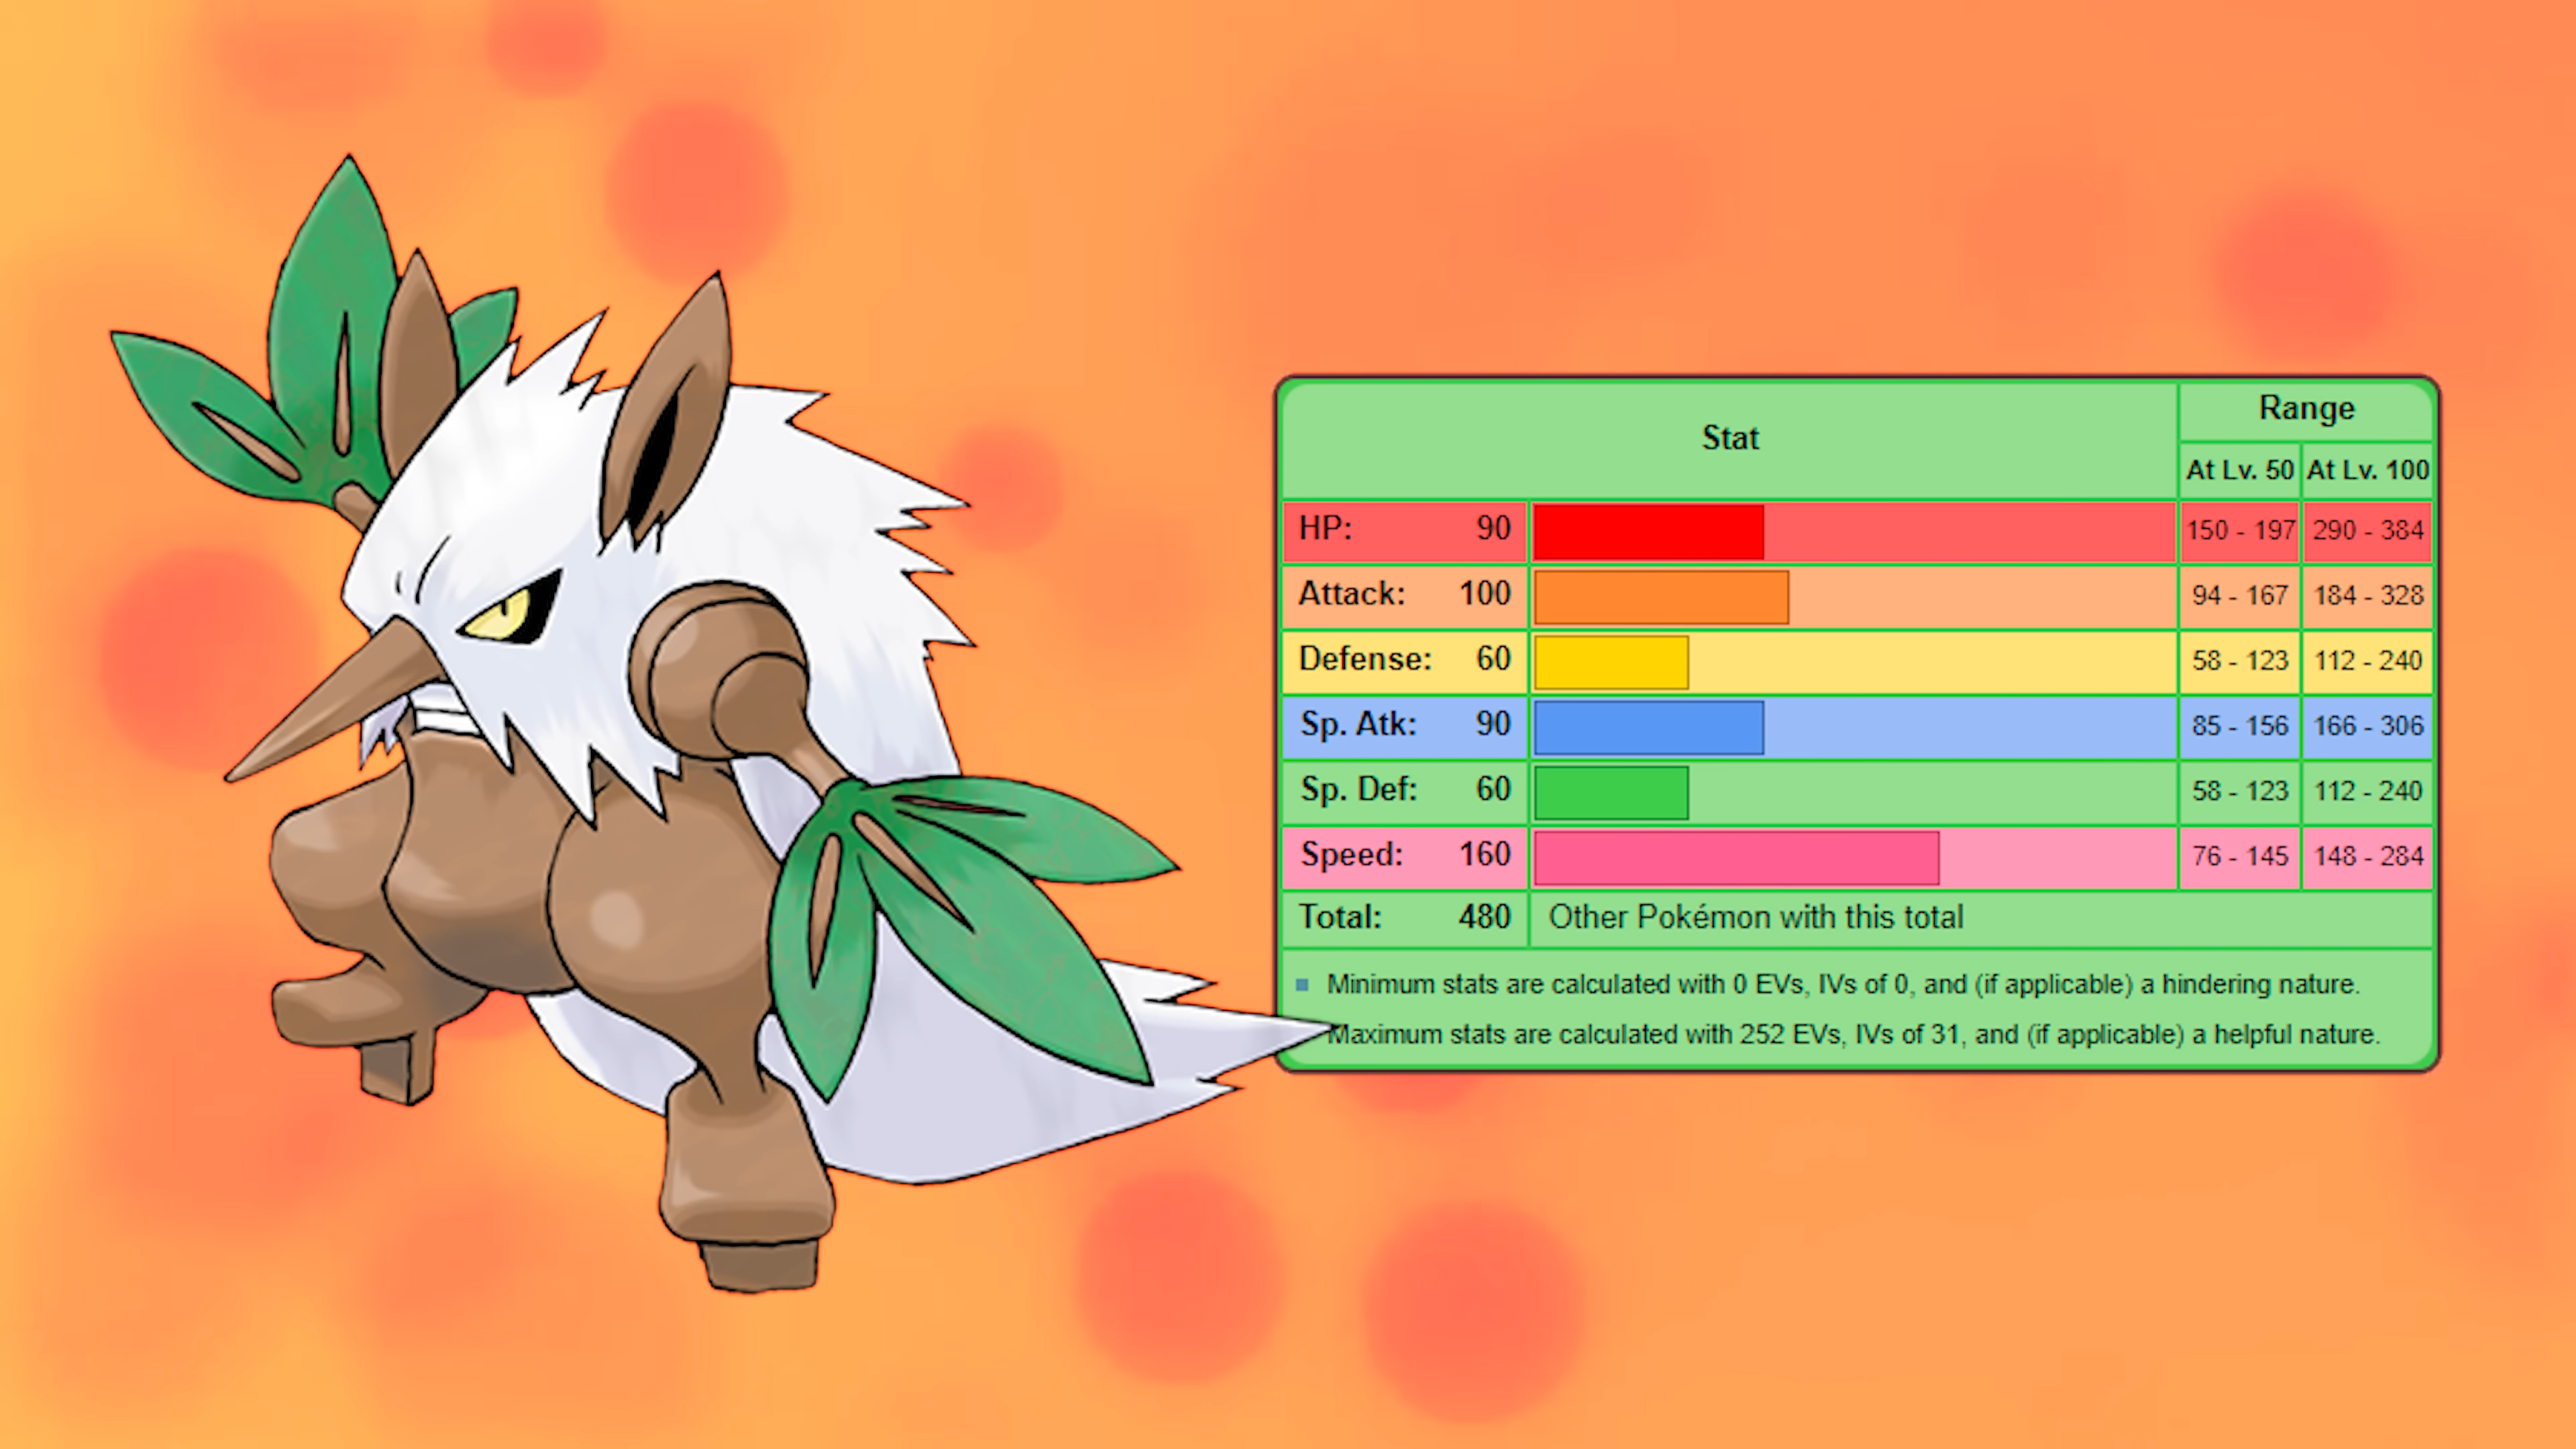 Stat Range
At Lv. 50 At Lv. 100
HP: 90 150 - 197 290 - 384
Attack: 100 94 - 167 184 - 328
Defense: 60 58 - 123 112 - 240
Sp. Atk: 90 85 - 156 166 - 306
Sp. Def: 60 58 - 123 112 - 240
Speed: 160 76 - 145 148 - 284
Total: 480 Other Pokémon with this total
Minimum stats are calculated with 0 EVs, IVs of 0, and (if applicable) a hindering nature.
Maximum stats are calculated with 252 EVs, IVs of 31, and (if applicable) a helpful nature.